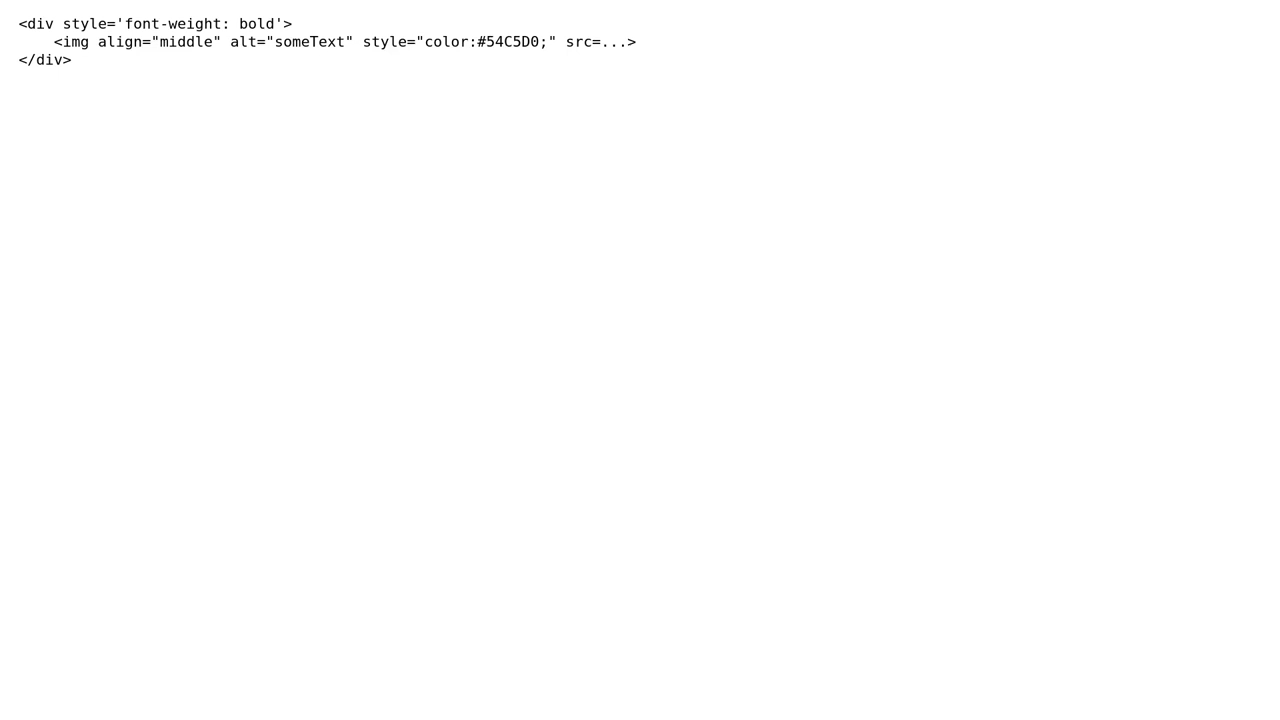 <div style='font-weight: bold'>
    <img align="middle" alt="someText" style="color:#54C5D0;" src=...>
</div>